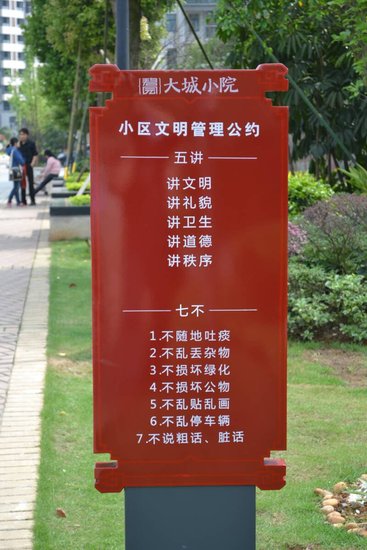 大城小院
小区文明管理公约
五讲
讲文明
讲礼貌
讲卫生
讲道德
讲秩序
七不
1.不随地吐痰
2.不乱丢杂物
3.不损坏绿化
4.不损坏公物
5.不乱贴乱画
6.不乱停车辆
7.不说粗话、脏话